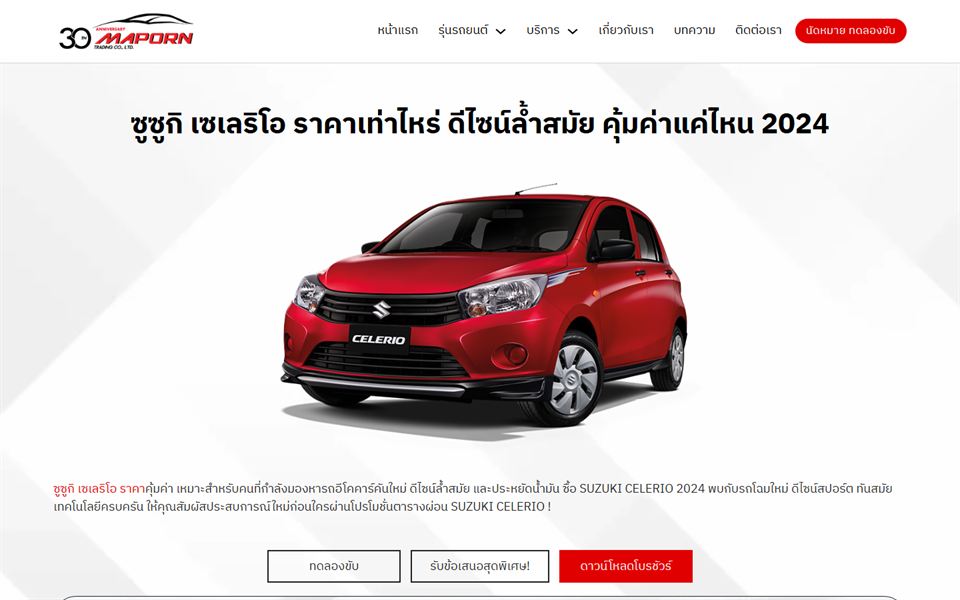 30TH ANNIVERSARY
MAPORN
TRADING CO., LTD.
หน้าแรก รุ่นรถยนต์ บริการ เกี่ยวกับเรา บทความ ติดต่อเรา นัดหมาย ทดลองขับ
ซูซูกิ เซเลริโอ ราคาเท่าไหร่ ดีไซน์ล้ำสมัย คุ้มค่าแค่ไหน 2024
CELERIO
ซูซูกิ เซเลริโอ ราคาคุ้มค่า เหมาะสำหรับคนที่กำลังมองหารถอีโคคาร์คันใหม่ ดีไซน์ล้ำสมัย และประหยัดน้ำมัน ซื้อ SUZUKI CELERIO 2024 พบกับรถโฉมใหม่ ดีไซน์สปอร์ต ทันสมัย
เทคโนโลยีครบครัน ให้คุณสัมผัสประสบการณ์ใหม่ก่อนใครผ่านโปรโมชั่นตารางผ่อน SUZUKI CELERIO !
ทดลองขับ รับข้อเสนอสุดพิเศษ! ดาวน์โหลดโบรชัวร์